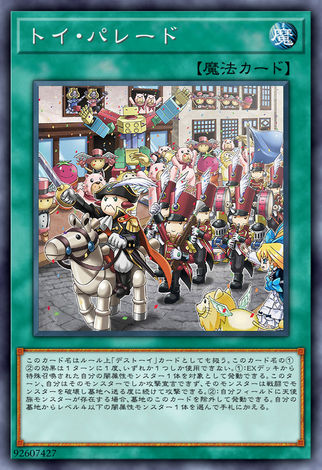 トイ・パレード
魔
【魔法カード】
このカード名はルール上「デストーイ」カードとしても扱う。このカード名の①
②の効果は1ターンに1度、いずれか1つしか使用できない。①:EXデッキから
特殊召喚された自分の闇属性モンスター1体を対象として発動できる。このター
ン、自分はそのモンスターでしか攻撃宣言できず、そのモンスターは戦闘でモ
ンスターを破壊し墓地へ送る度に続けて攻撃できる。②:自分フィールドに天使
族モンスターが存在する場合、墓地のこのカードを除外して発動できる。自分の
墓地からレベル4以下の闇属性モンスター1体を選んで手札に加える。
92607427